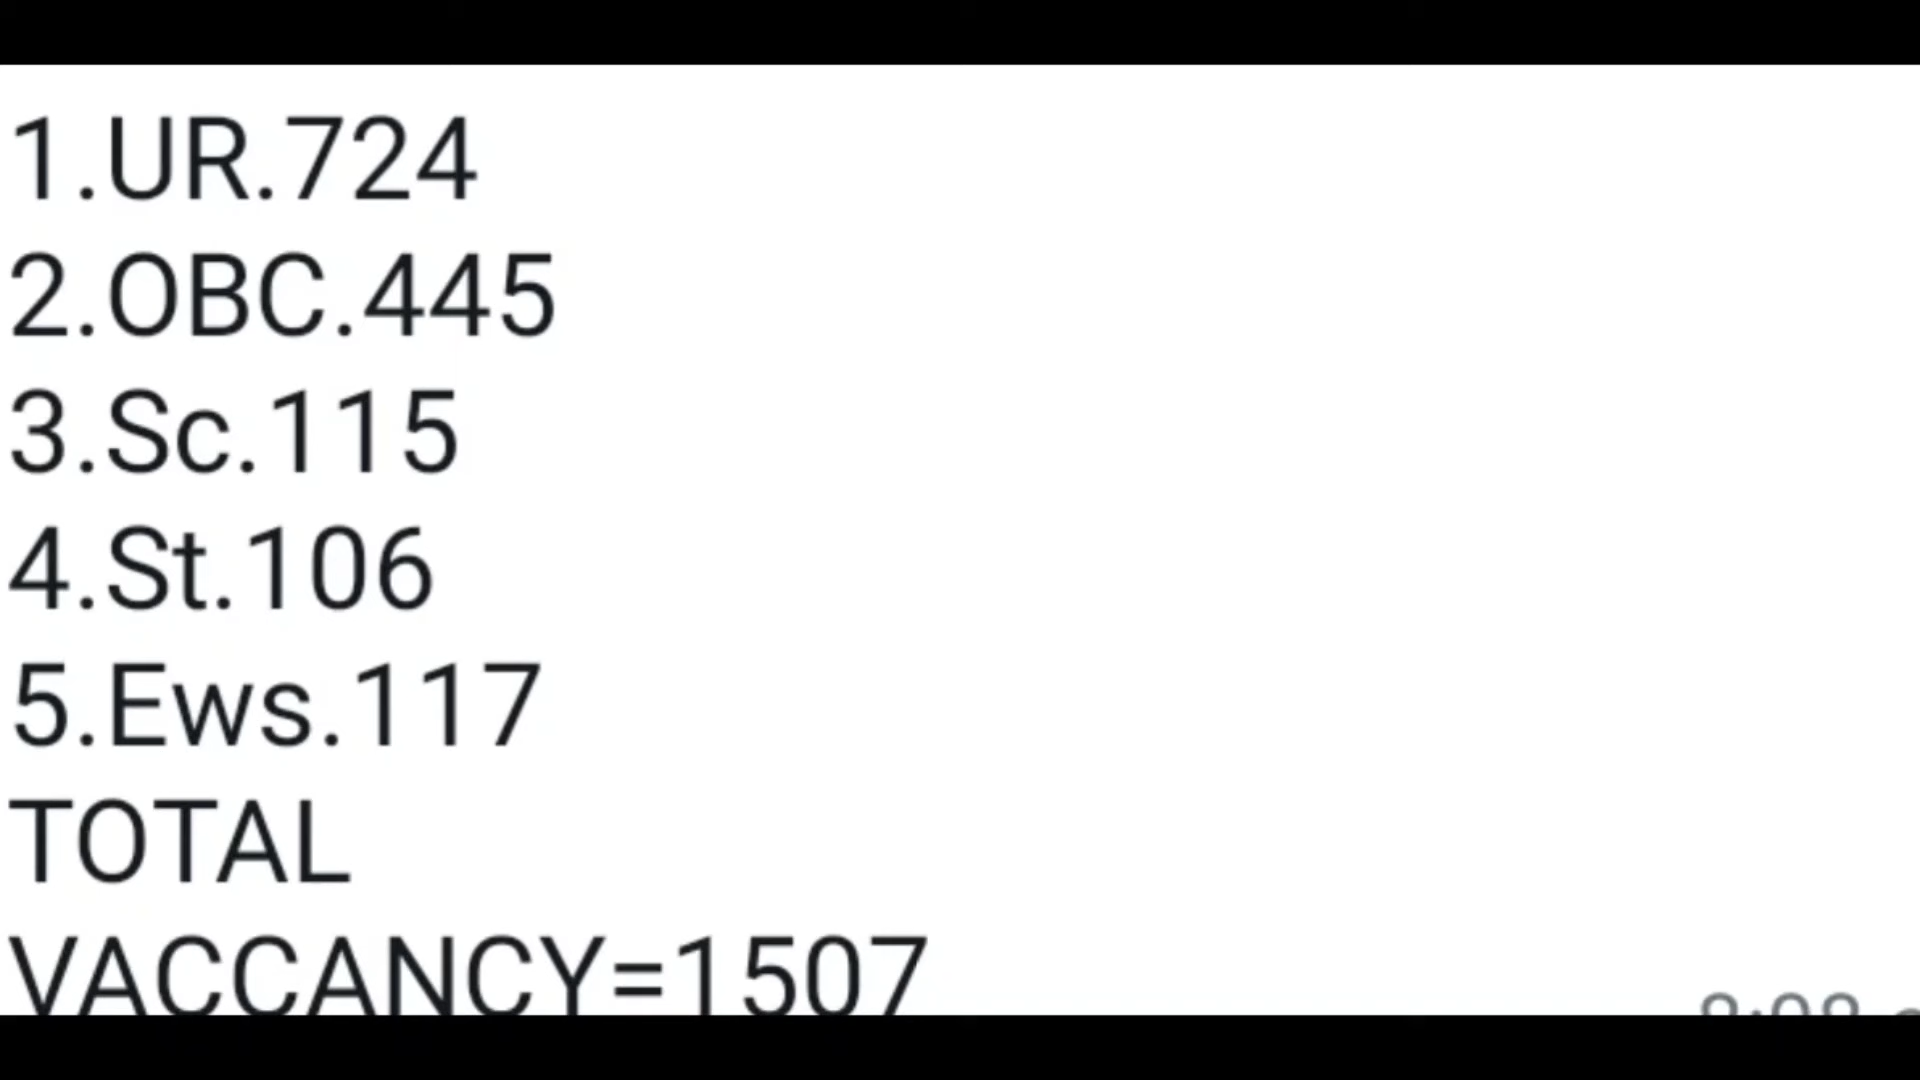 1.UR.724
2.OBC.445
3.Sc.115
4.St.106
5.Ews.117
TOTAL
VACCANCY=1507